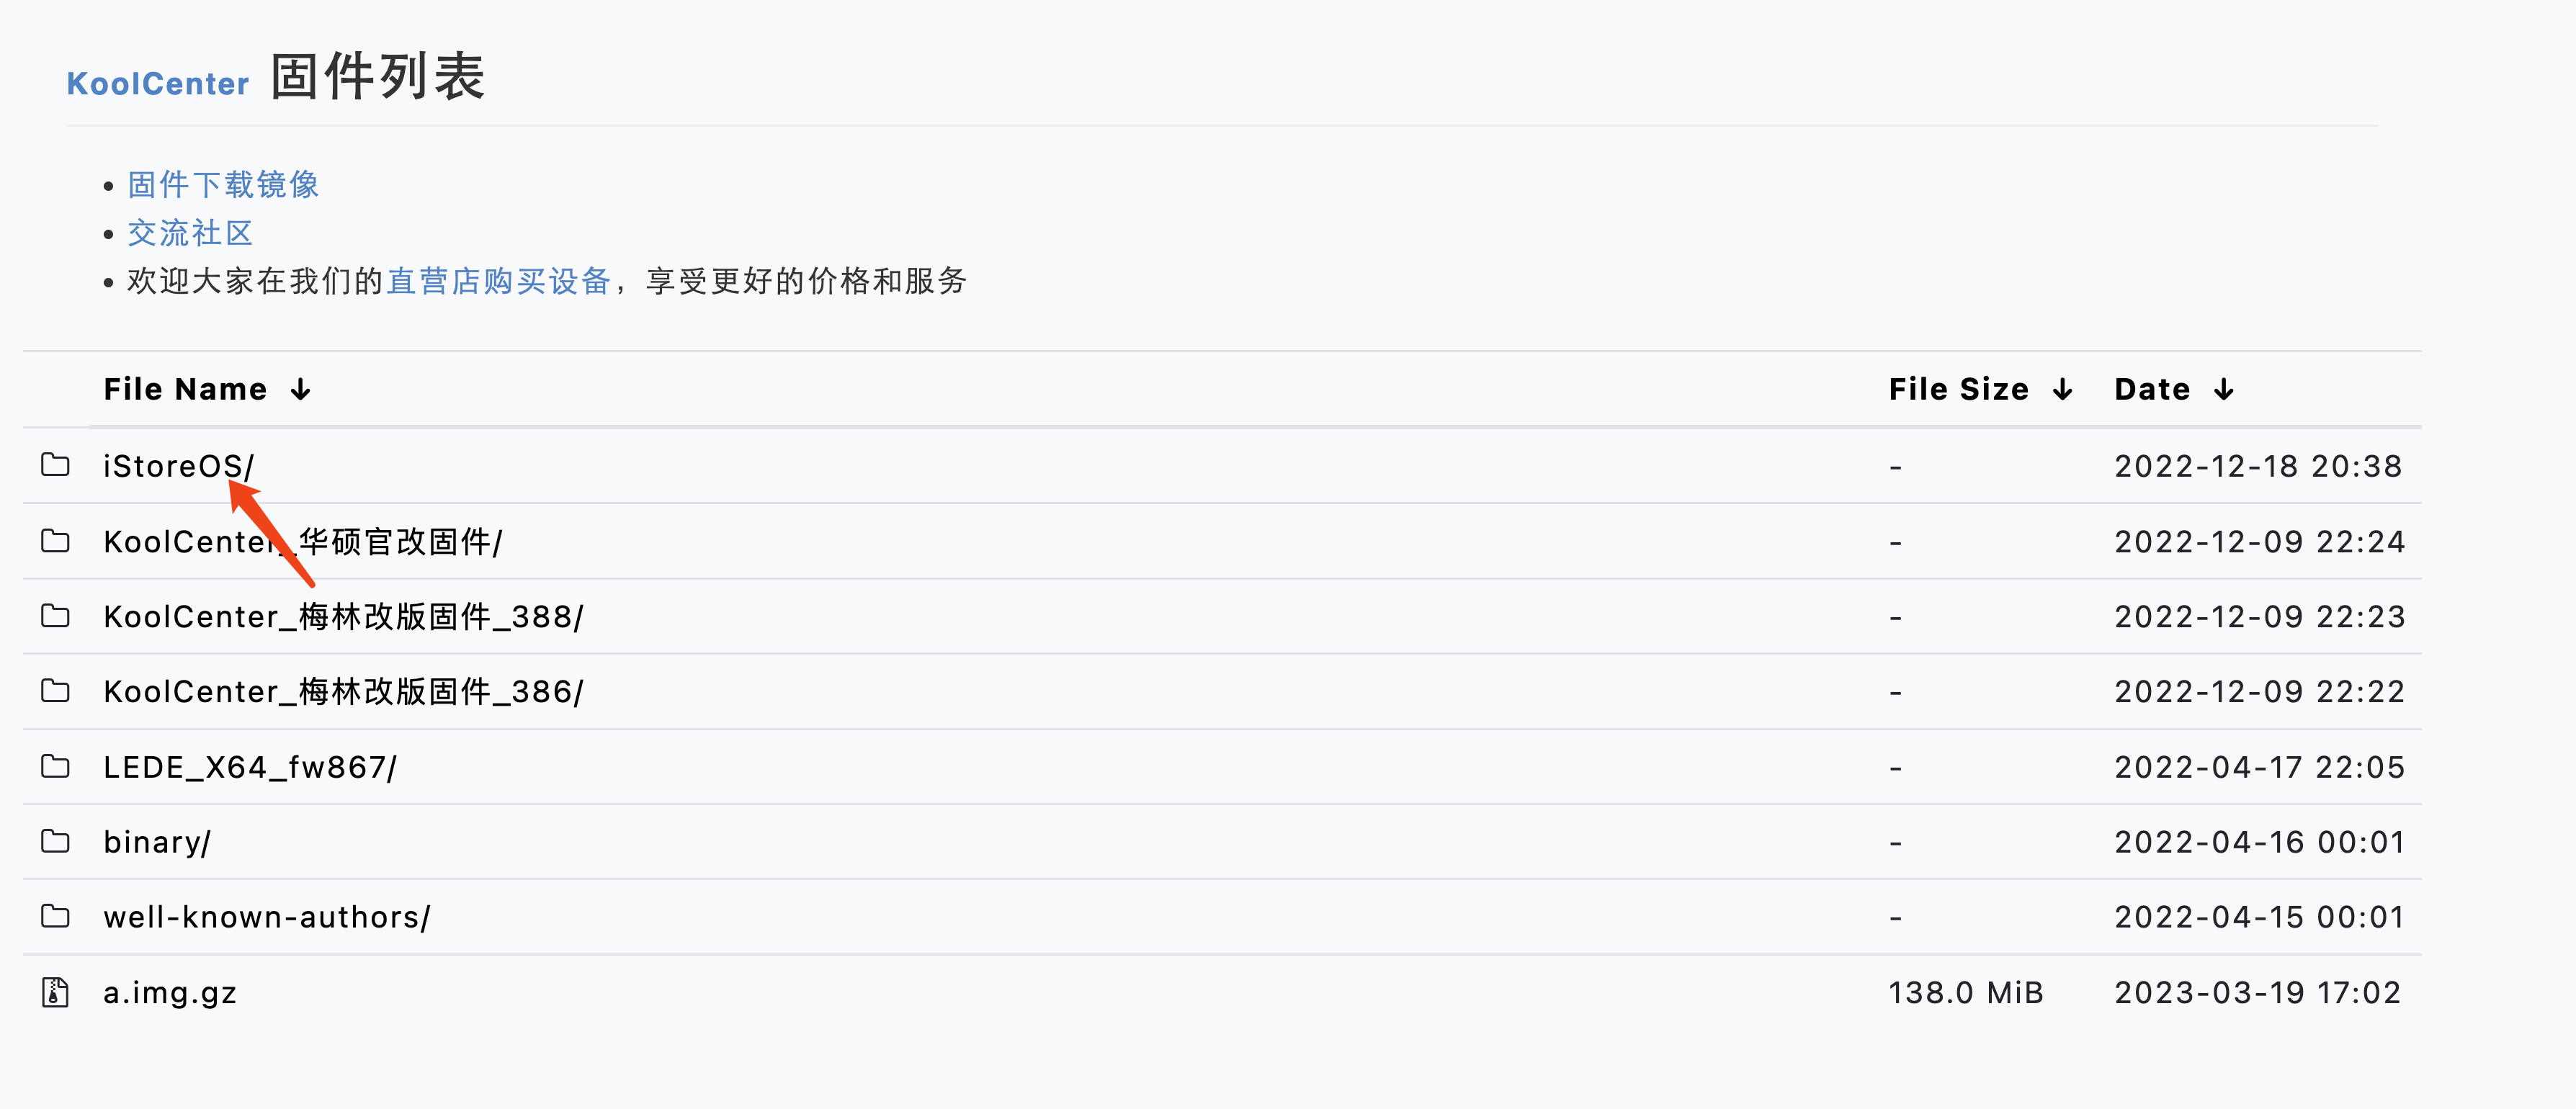 KoolCenter 固件列表
固件下载镜像
交流社区
欢迎大家在我们的直营店购买设备，享受更好的价格和服务
File Name ↓ File Size ↓ Date ↓
iStoreOS/ - 2022-12-18 20:38
KoolCenter_华硕官改固件/ - 2022-12-09 22:24
KoolCenter_梅林改版固件_388/ - 2022-12-09 22:23
KoolCenter_梅林改版固件_386/ - 2022-12-09 22:22
LEDE_X64_fw867/ - 2022-04-17 22:05
binary/ - 2022-04-16 00:01
well-known-authors/ - 2022-04-15 00:01
a.img.gz 138.0 MiB 2023-03-19 17:02